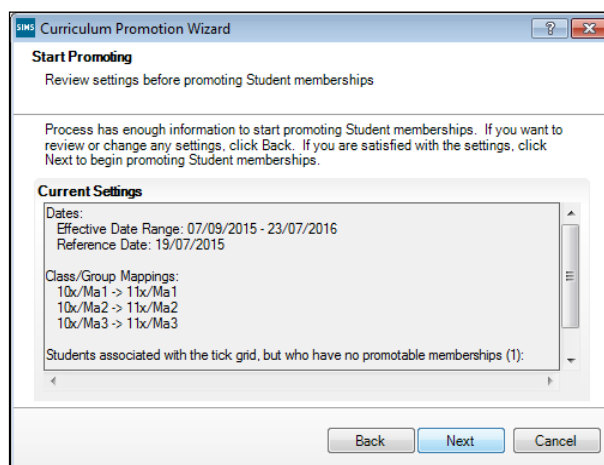 SIMS Curriculum Promotion Wizard
Start Promoting
Review settings before promoting Student memberships
Process has enough information to start promoting Student memberships. If you want to
review or change any settings, click Back. If you are satisfied with the settings, click
Next to begin promoting Student memberships.
Current Settings
Dates:
Effective Date Range: 07/09/2015 - 23/07/2016
Reference Date: 19/07/2015
Class/Group Mappings:
10x/Ma1 -> 11x/Ma1
10x/Ma2 -> 11x/Ma2
10x/Ma3 -> 11x/Ma3
Students associated with the tick grid, but who have no promotable memberships (1):
Back Next Cancel